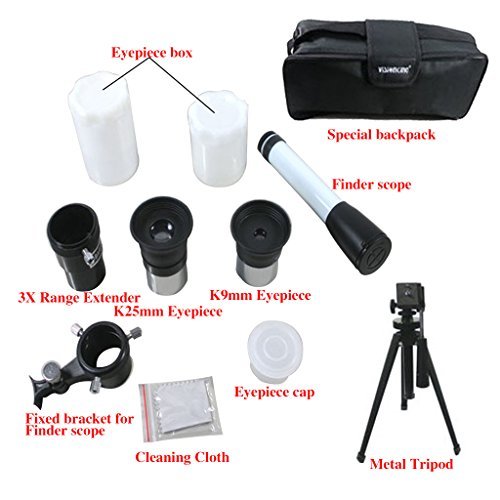 Eyepiece box
VISIONKING
Special backpack
Finder scope
3X Range Extender
K9mm Eyepiece
K25mm Eyepiece
Eyepiece cap
Fixed bracket for
Finder scope
Cleaning Cloth
Metal Tripod